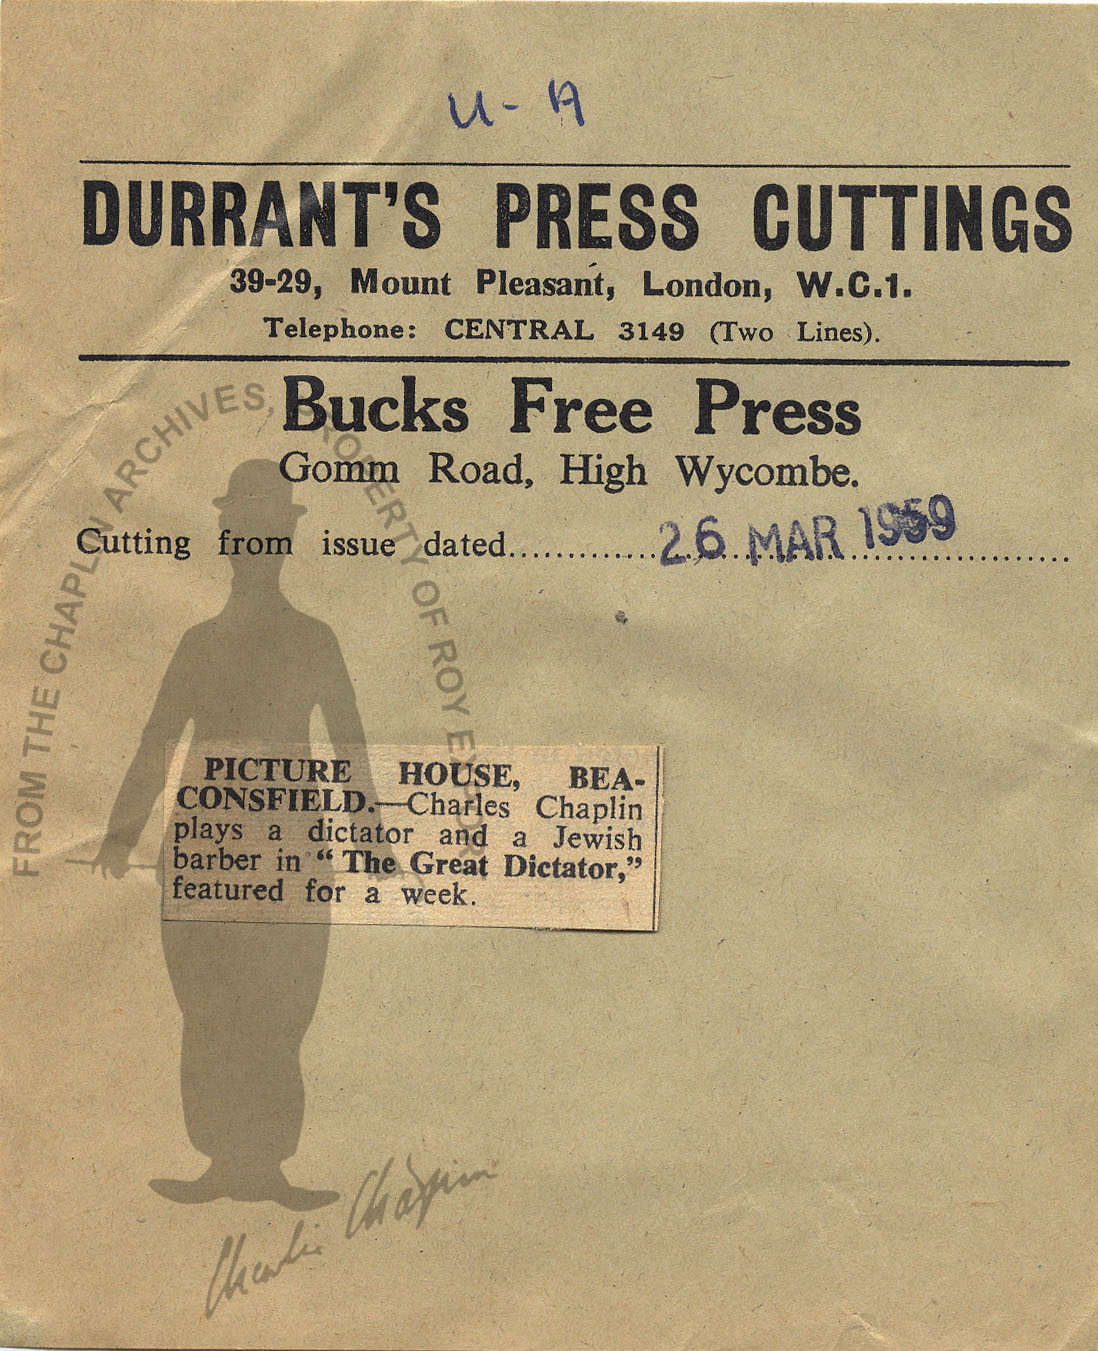 U-A
DURRANT'S PRESS CUTTINGS
39-29, Mount Pleasant, London, W.C.1.
Telephone: CENTRAL 3149 (Two Lines).
Bucks Free Press
Gomm Road, High Wycombe.
Cutting from issue dated 26 MAR 1959
PICTURE HOUSE, BEA-
CONSFIELD.—Charles Chaplin
plays a dictator and a Jewish
barber in “The Great Dictator,”
featured for a week.
FROM THE CHAPLIN ARCHIVES, PROPERTY OF ROY
Charlie Chaplin